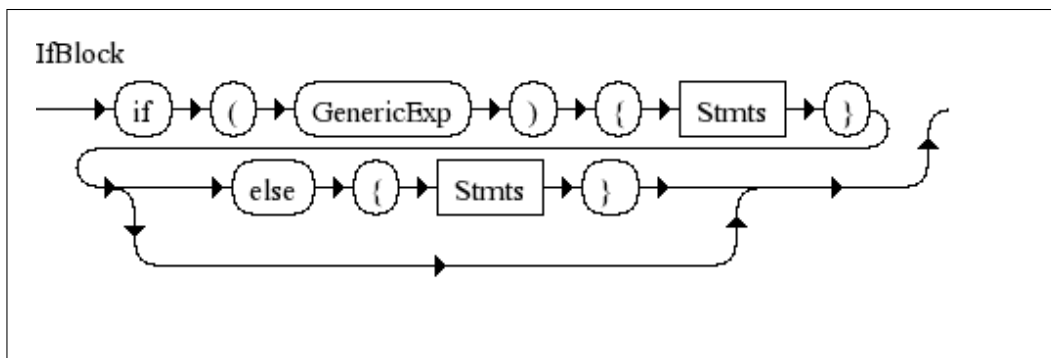 IfBlock
if ( GenericExp ) { Stmts }
else { Stmts }